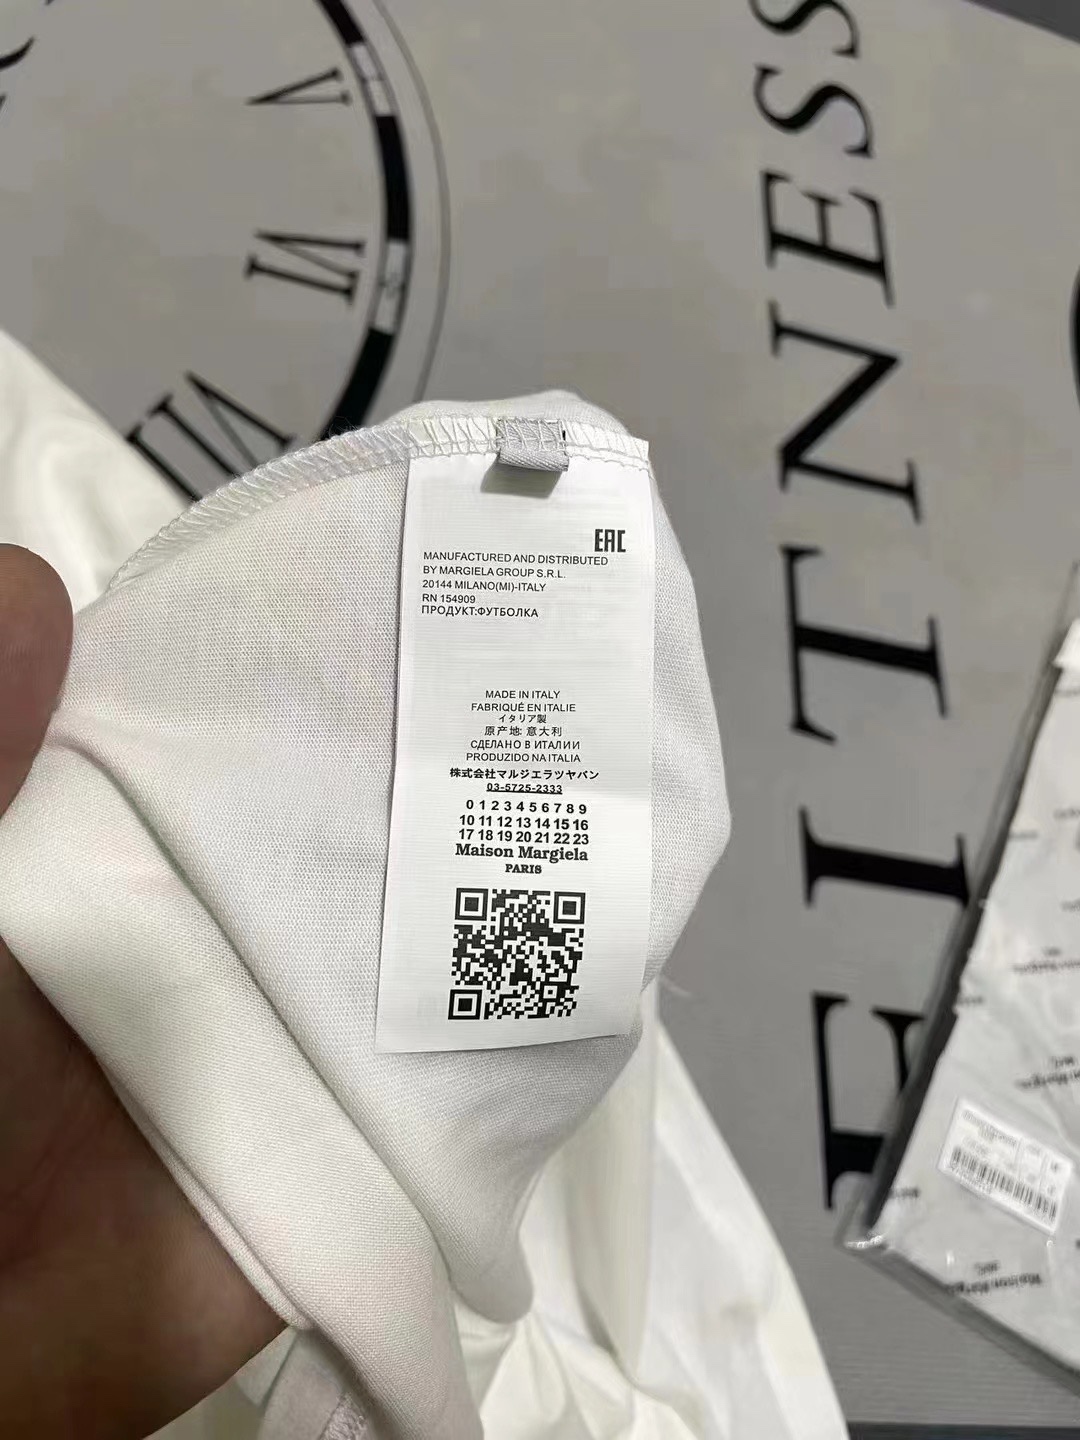 EAC
MANUFACTURED AND DISTRIBUTED
BY MARGIELA GROUP S.R.L.
20144 MILANO(MI)-ITALY
RN 154909
ПРОДУКТ:ФУТБОЛКА
MADE IN ITALY
FABRIQUÉ EN ITALIE
イタリア製
原产地: 意大利
СДЕЛАНО В ИТАЛИИ
PRODUZIDO NA ITALIA
株式会社マルジエラツヤバン
03-5725-2333
0 1 2 3 4 5 6 7 8 9
10 11 12 13 14 15 16
17 18 19 20 21 22 23
Maison Margiela
PARIS
V
VI
VII